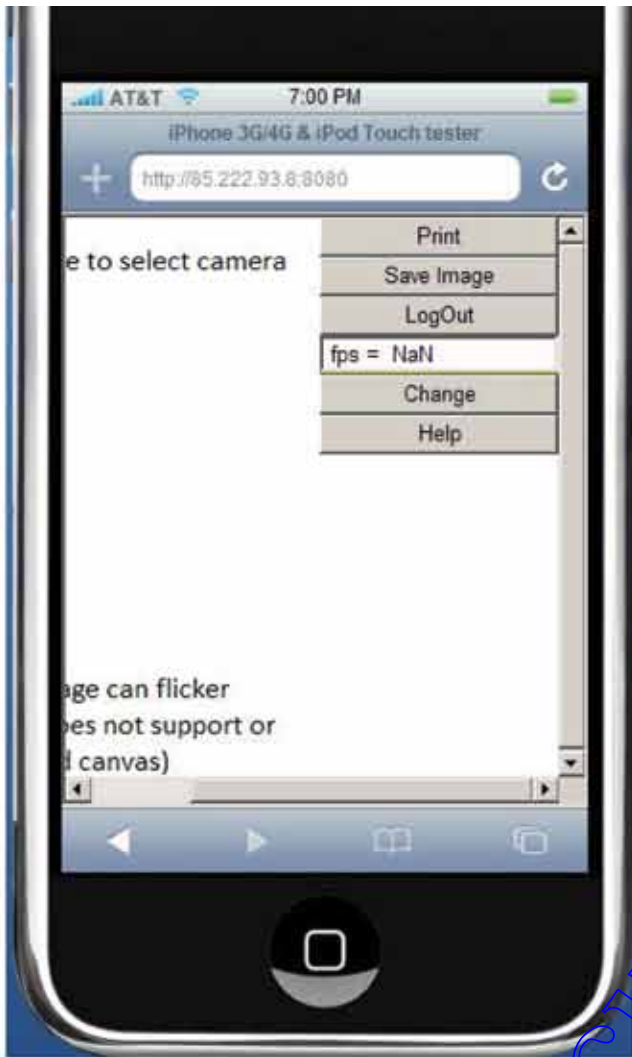 AT&T 7:00 PM
iPhone 3G/4G & iPod Touch tester
http://85.222.93.8:8080
e to select camera
Print
Save Image
LogOut
fps = NaN
Change
Help
age can flicker
oes not support or
d canvas)